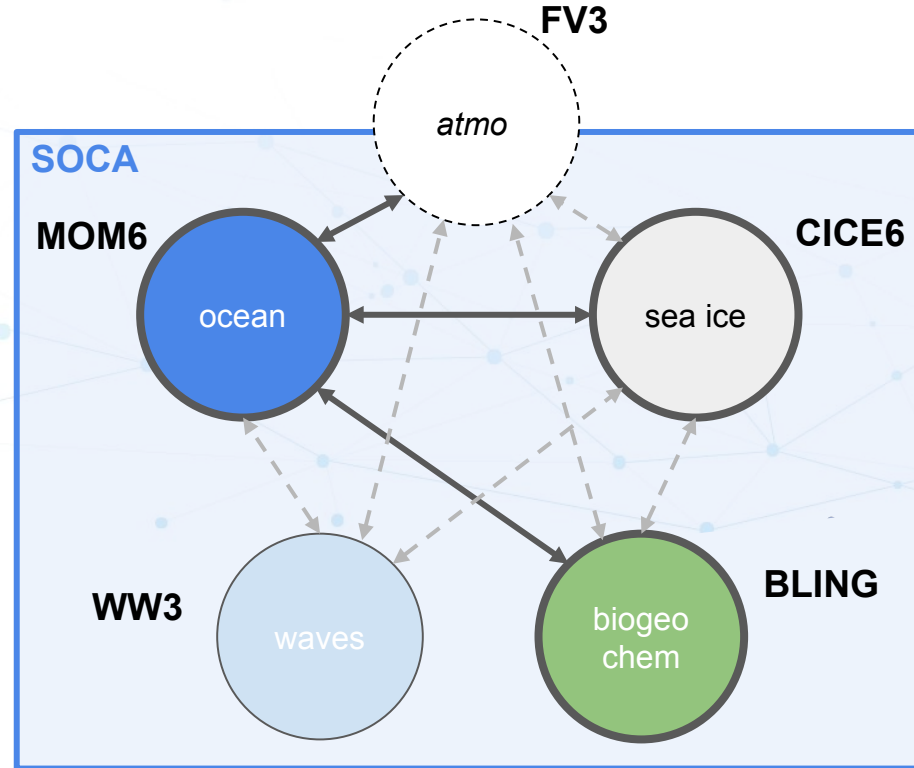 FV3
atmo
SOCA
MOM6
CICE6
ocean
sea ice
WW3
waves
biogeo
chem
BLING